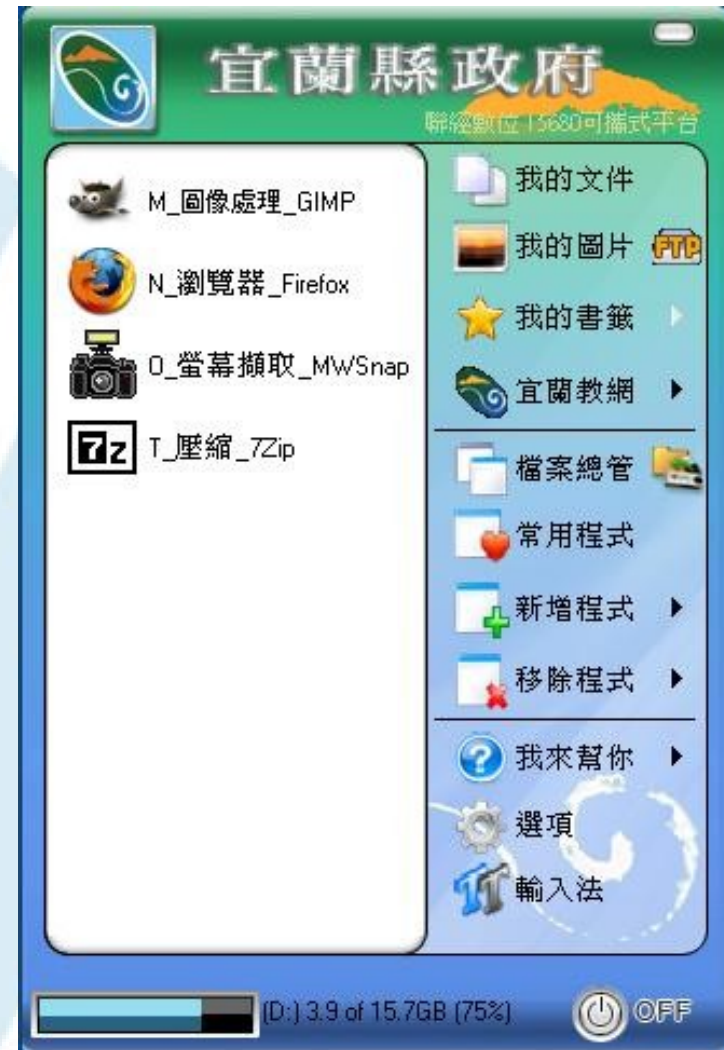 宜蘭縣政府
聯經數位 15680可攜式平台
M_圖像處理_GIMP
N_瀏覽器_Firefox
O_螢幕擷取_MWSnap
7z T_壓縮_7Zip
我的文件
我的圖片 FTP
我的書籤
宜蘭教網
檔案總管
常用程式
新增程式
移除程式
我來幫你
選項
輸入法
(D:) 3.9 of 15.7GB (75%) OFF